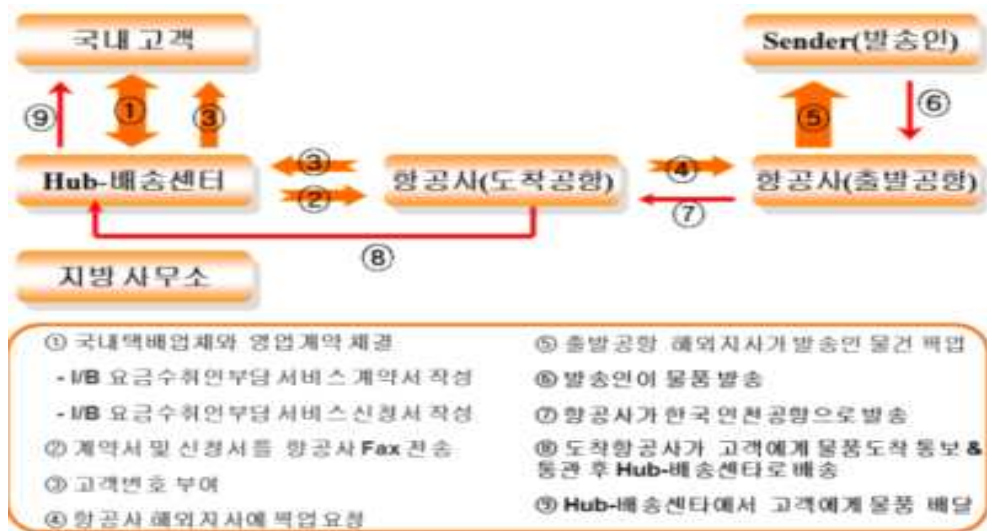 국내 고객
Sender(발송인)
⑨
①
③
⑤
⑥
Hub-배송센터
③
②
항공사(도착공항)
④
⑦
항공사(출발공항)
⑧
지방 사무소
① 국내택배업체와 영업계약 체결
- I/B 요금수취인부담 서비스 계약서 작성
- I/B 요금수취인부담 서비스 신청서 작성
② 계약서 및 신청서를 항공사 Fax 전송
③ 고객번호 부여
④ 항공사 해외지사에 픽업 요청
⑤ 출발공항 해외지사가 발송인 물건 픽업
⑥ 발송인이 물품 발송
⑦ 항공사가 한국 인천공항으로 발송
⑧ 도착항공사가 고객에게 물품도착 통보 &
통관 후 Hub-배송센타로 배송
⑨ Hub-배송센타에서 고객에게 물품 배달